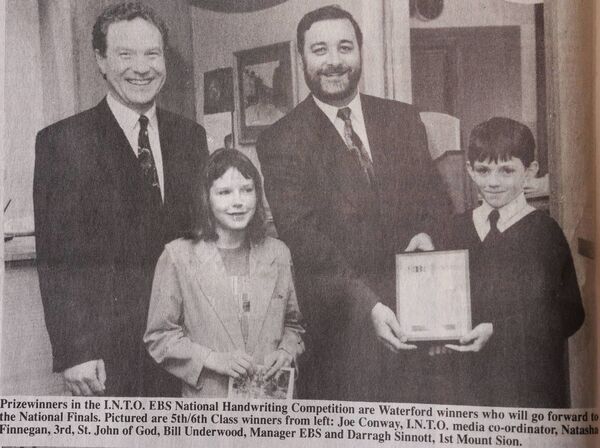 Prizewinners in the I.N.T.O. EBS National Handwriting Competition are Waterford winners who will go forward to
the National Finals. Pictured are 5th/6th Class winners from left: Joe Conway, I.N.T.O. media co-ordinator, Natasha
Finnegan, 3rd, St. John of God, Bill Underwood, Manager EBS and Darragh Sinnott, 1st Mount Sion.